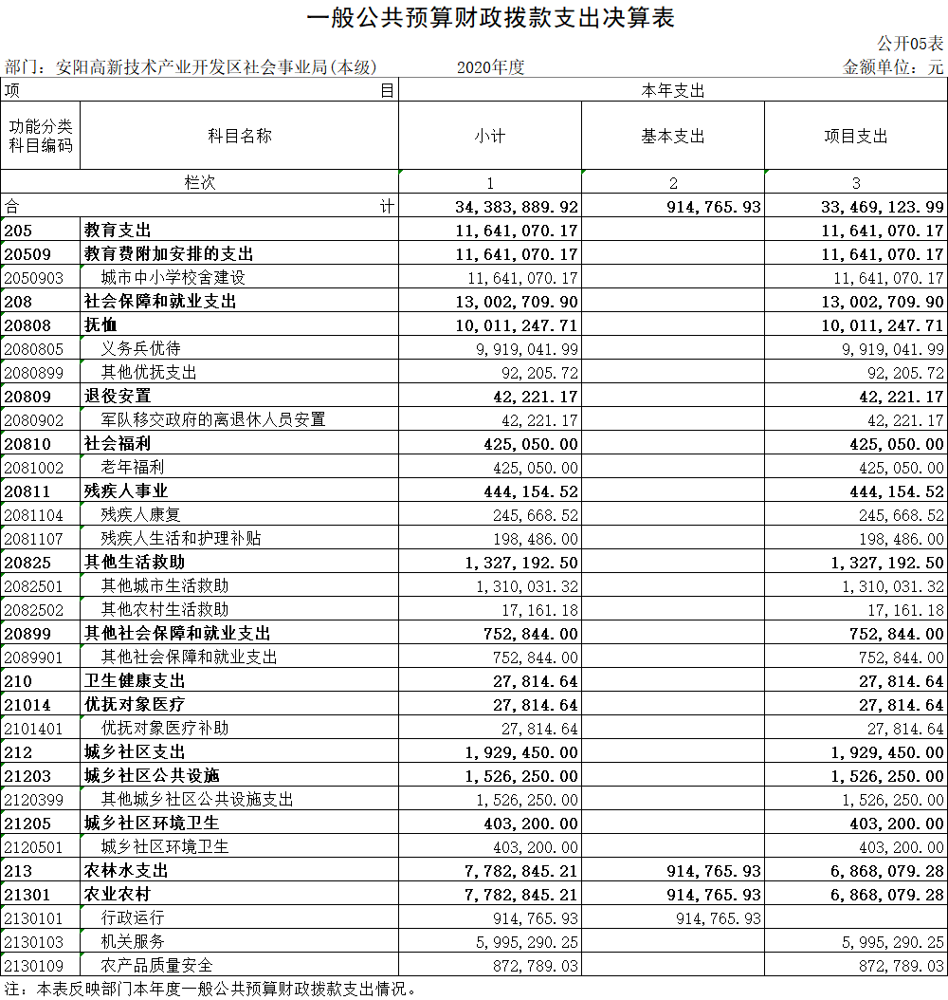 一般公共预算财政拨款支出决算表
公开05表
部门：安阳高新技术产业开发区社会事业局(本级) 2020年度 金额单位：元
项 目 本年支出
功能分类
科目编码 科目名称 小计 基本支出 项目支出
栏次 1 2 3
合 计 34,383,889.92 914,765.93 33,469,123.99
205 教育支出 11,641,070.17 11,641,070.17
20509 教育费附加安排的支出 11,641,070.17 11,641,070.17
2050903 城市中小学校舍建设 11,641,070.17 11,641,070.17
208 社会保障和就业支出 13,002,709.90 13,002,709.90
20808 抚恤 10,011,247.71 10,011,247.71
2080805 义务兵优待 9,919,041.99 9,919,041.99
2080899 其他优抚支出 92,205.72 92,205.72
20809 退役安置 42,221.17 42,221.17
2080902 军队移交政府的离退休人员安置 42,221.17 42,221.17
20810 社会福利 425,050.00 425,050.00
2081002 老年福利 425,050.00 425,050.00
20811 残疾人事业 444,154.52 444,154.52
2081104 残疾人康复 245,668.52 245,668.52
2081107 残疾人生活和护理补贴 198,486.00 198,486.00
20825 其他生活救助 1,327,192.50 1,327,192.50
2082501 其他城市生活救助 1,310,031.32 1,310,031.32
2082502 其他农村生活救助 17,161.18 17,161.18
20899 其他社会保障和就业支出 752,844.00 752,844.00
2089901 其他社会保障和就业支出 752,844.00 752,844.00
210 卫生健康支出 27,814.64 27,814.64
21014 优抚对象医疗 27,814.64 27,814.64
2101401 优抚对象医疗补助 27,814.64 27,814.64
212 城乡社区支出 1,929,450.00 1,929,450.00
21203 城乡社区公共设施 1,526,250.00 1,526,250.00
2120399 其他城乡社区公共设施支出 1,526,250.00 1,526,250.00
21205 城乡社区环境卫生 403,200.00 403,200.00
2120501 城乡社区环境卫生 403,200.00 403,200.00
213 农林水支出 7,782,845.21 914,765.93 6,868,079.28
21301 农业农村 7,782,845.21 914,765.93 6,868,079.28
2130101 行政运行 914,765.93 914,765.93
2130103 机关服务 5,995,290.25 5,995,290.25
2130109 农产品质量安全 872,789.03 872,789.03
注：本表反映部门本年度一般公共预算财政拨款支出情况。